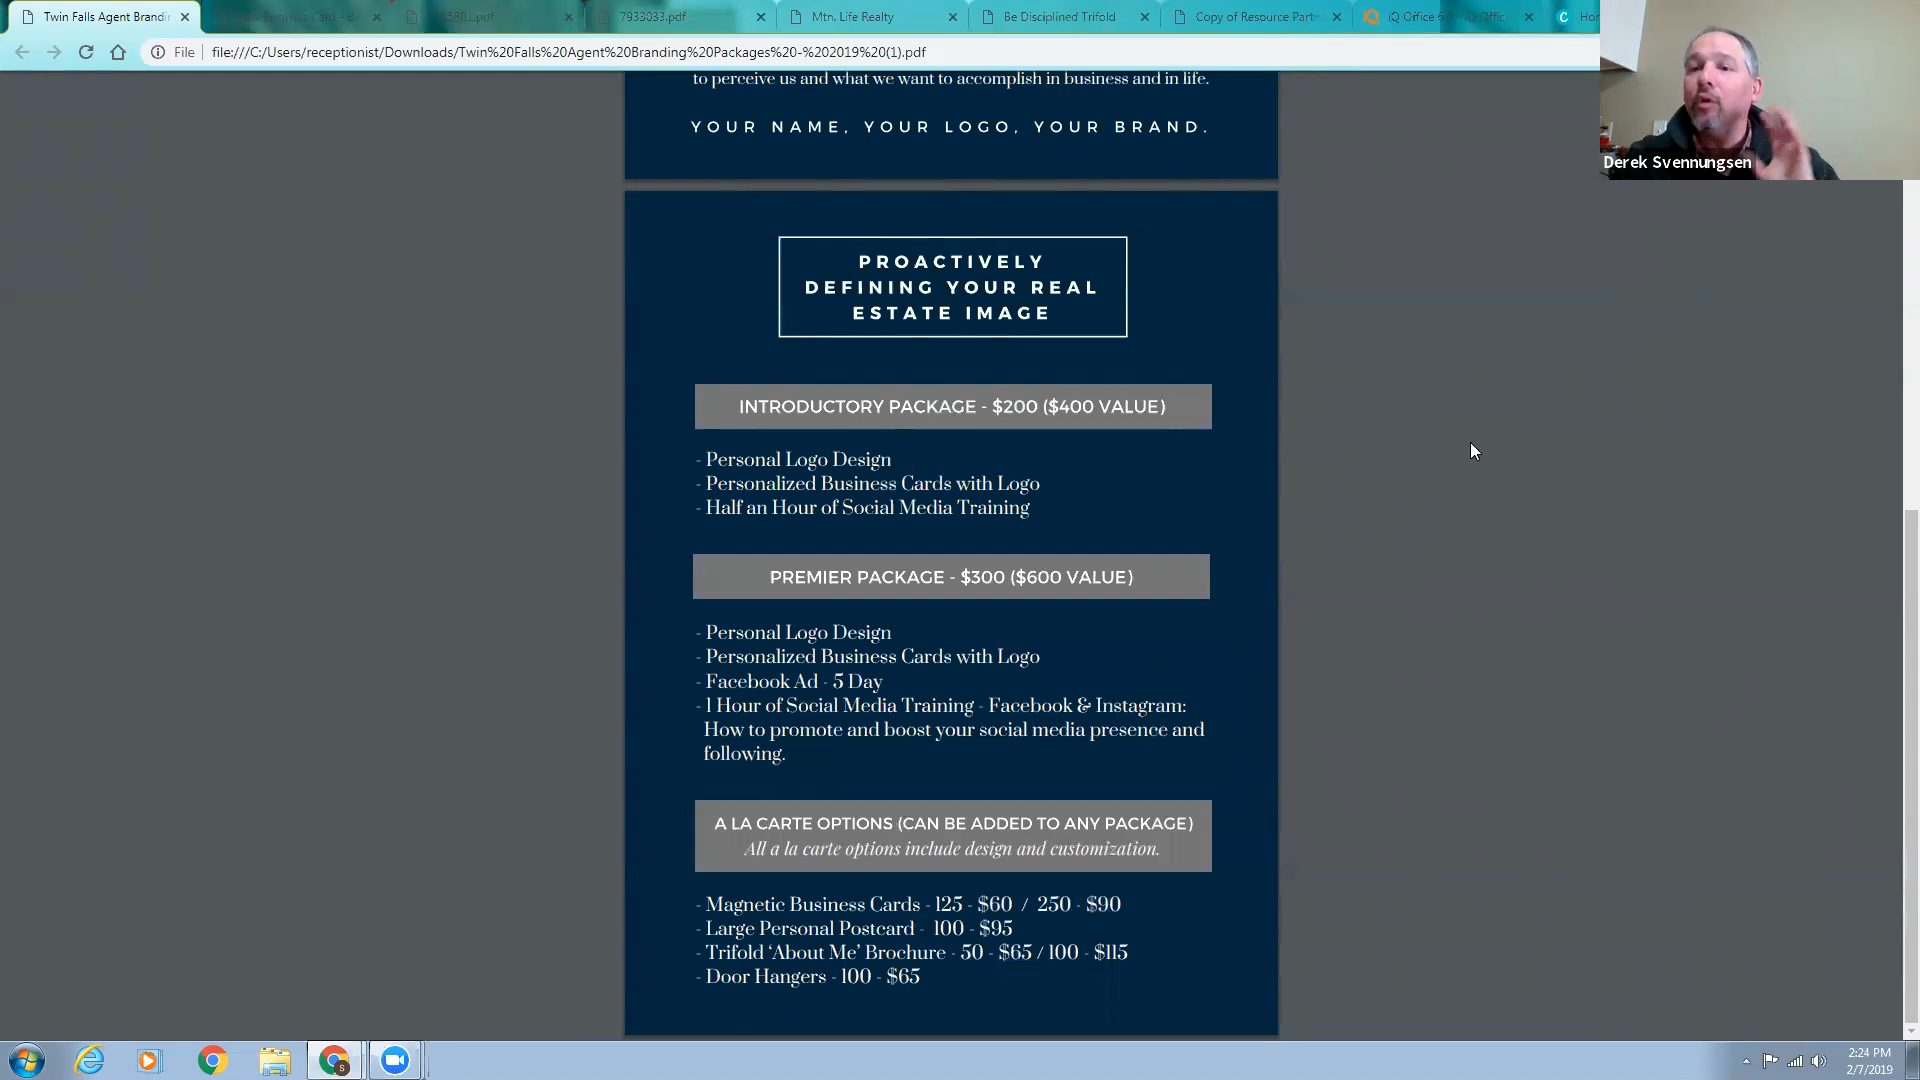 Twin Falls Agent Brandin
7933033.pdf
Mtn. Life Realty
Be Disciplined Trifold
Copy of Resource Part
iQ Office
File
file:///C:/Users/receptionist/Downloads/Twin%20Falls%20Agent%20Branding%20Packages%20-%202019%20(1).pdf
Derek Svennungsen
to perceive us and what we want to accomplish in business and in life.
YOUR NAME, YOUR LOGO, YOUR BRAND.
PROACTIVELY
DEFINING YOUR REAL
ESTATE IMAGE
INTRODUCTORY PACKAGE - $200 ($400 VALUE)
- Personal Logo Design
- Personalized Business Cards with Logo
- Half an Hour of Social Media Training
PREMIER PACKAGE - $300 ($600 VALUE)
- Personal Logo Design
- Personalized Business Cards with Logo
- Facebook Ad - 5 Day
- 1 Hour of Social Media Training - Facebook & Instagram:
How to promote and boost your social media presence and
following.
A LA CARTE OPTIONS (CAN BE ADDED TO ANY PACKAGE)
All a la carte options include design and customization.
- Magnetic Business Cards - 125 - $60 / 250 - $90
- Large Personal Postcard - 100 - $95
- Trifold ‘About Me’ Brochure - 50 - $65 / 100 - $115
- Door Hangers - 100 - $65
2:24 PM
2/7/2019